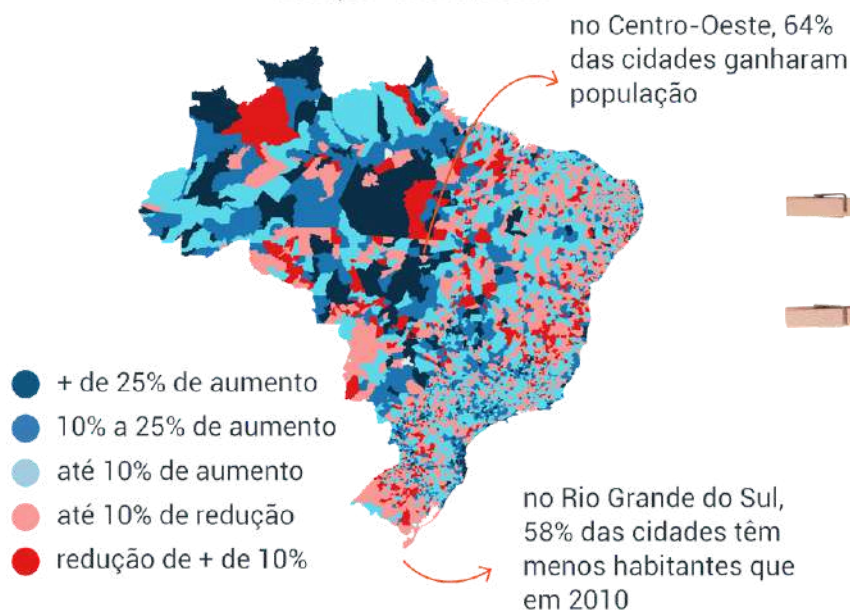 no Centro-Oeste, 64%
das cidades ganharam
população
+ de 25% de aumento
10% a 25% de aumento
até 10% de aumento
até 10% de redução
redução de + de 10%
no Rio Grande do Sul,
58% das cidades têm
menos habitantes que
em 2010